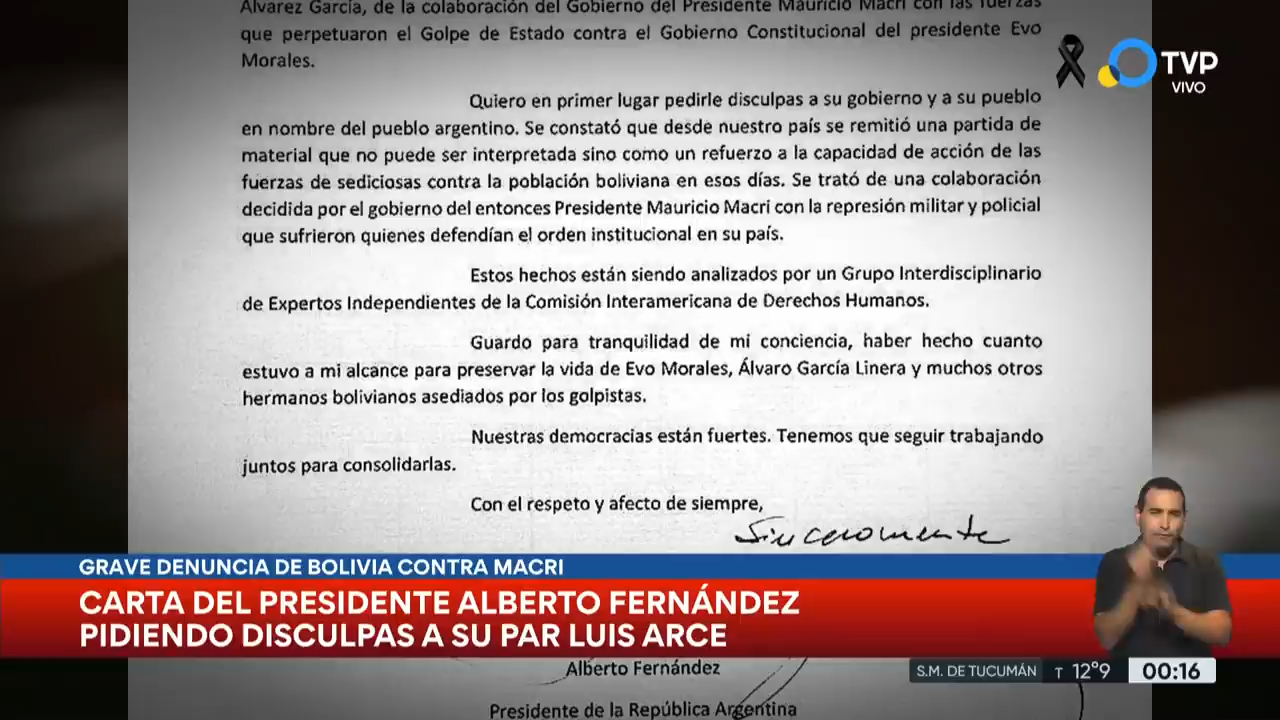 Alvarez García, de la colaboración del Gobierno del Presidente Mauricio Macri con las fuerzas
que perpetuaron el Golpe de Estado contra el Gobierno Constitucional del presidente Evo
Morales.
Quiero en primer lugar pedirle disculpas a su gobierno y a su pueblo
en nombre del pueblo argentino. Se constató que desde nuestro país se remitió una partida de
material que no puede ser interpretada sino como un refuerzo a la capacidad de acción de las
fuerzas de sediciosas contra la población boliviana en esos días. Se trató de una colaboración
decidida por el gobierno del entonces Presidente Mauricio Macri con la represión militar y policial
que sufrieron quienes defendían el orden institucional en su país.
Estos hechos están siendo analizados por un Grupo Interdisciplinario
de Expertos Independientes de la Comisión Interamericana de Derechos Humanos.
Guardo para tranquilidad de mi conciencia, haber hecho cuanto
estuvo a mi alcance para preservar la vida de Evo Morales, Álvaro García Linera y muchos otros
hermanos bolivianos asediados por los golpistas.
Nuestras democracias están fuertes. Tenemos que seguir trabajando
juntos para consolidarlas.
Con el respeto y afecto de siempre,
Sinceramente
Alberto Fernández
Presidente de la República Argentina
TVP
VIVO
GRAVE DENUNCIA DE BOLIVIA CONTRA MACRI
CARTA DEL PRESIDENTE ALBERTO FERNÁNDEZ
PIDIENDO DISCULPAS A SU PAR LUIS ARCE
S.M. DE TUCUMÁN T 12°9 00:16